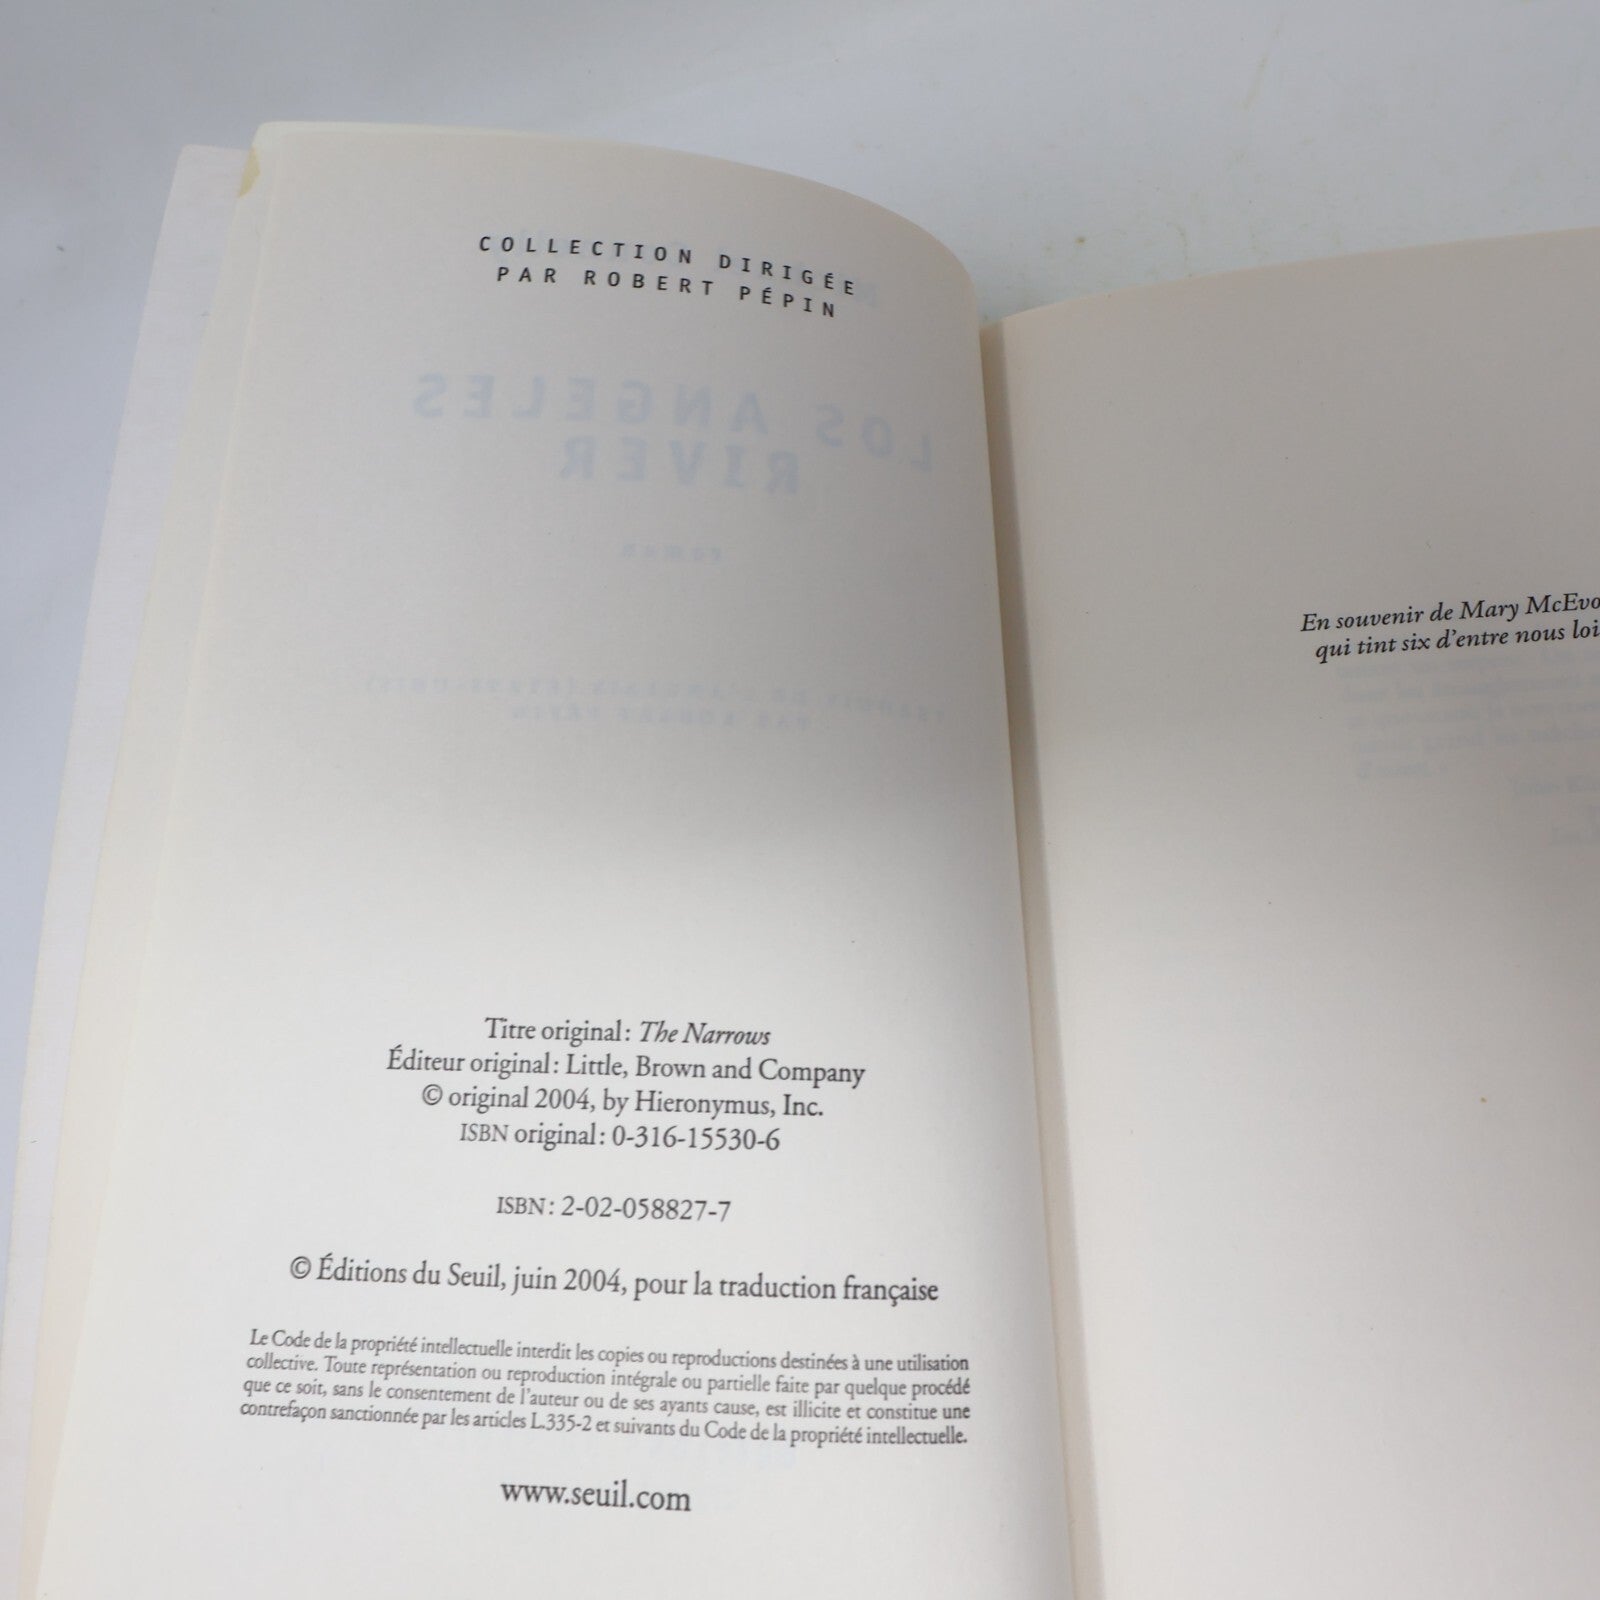 COLLECTION DIRIGÉE
PAR ROBERT PÉPIN
LOS ANGELES
RIVER
roman
Titre original : The Narrows
Éditeur original : Little, Brown and Company
© original 2004, by Hieronymus, Inc.
ISBN original : 0-316-15530-6
ISBN : 2-02-058827-7
© Éditions du Seuil, juin 2004, pour la traduction française
Le Code de la propriété intellectuelle interdit les copies ou reproductions destinées à une utilisation
collective. Toute représentation ou reproduction intégrale ou partielle faite par quelque procédé
que ce soit, sans le consentement de l'auteur ou de ses ayants cause, est illicite et constitue une
contrefaçon sanctionnée par les articles L.335-2 et suivants du Code de la propriété intellectuelle.
www.seuil.com
En souvenir de Mary McEvo
qui tint six d'entre nous loi